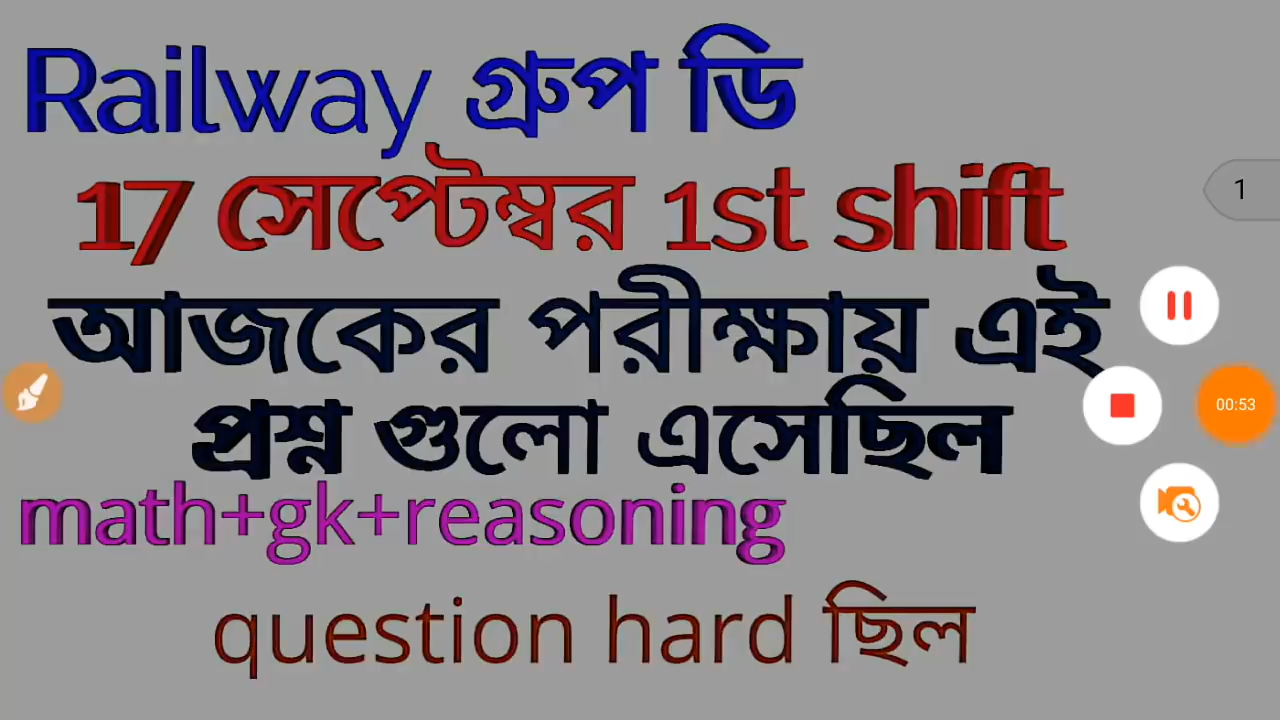 Railway গ্রুপ ডি
17 সেপ্টেম্বর 1st shift
1
আজকের পরীক্ষায় এই
প্রশ্ন গুলো এসেছিল
00:53
math+gk+reasoning
question hard ছিল